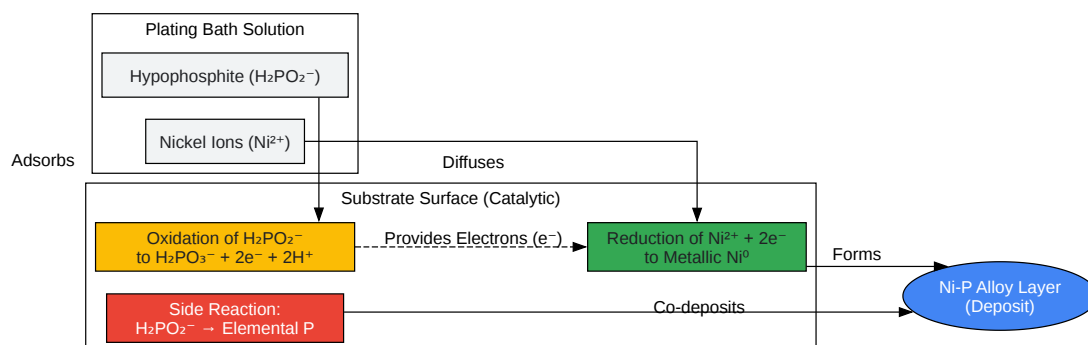 Plating Bath Solution
Hypophosphite (H₂PO₂⁻)
Nickel Ions (Ni²⁺)
Adsorbs
Diffuses
Substrate Surface (Catalytic)
Oxidation of H₂PO₂⁻
to H₂PO₃⁻ + 2e⁻ + 2H⁺
Provides Electrons (e⁻)
Reduction of Ni²⁺ + 2e⁻
to Metallic Ni⁰
Forms
Side Reaction:
H₂PO₂⁻ → Elemental P
Co-deposits
Ni-P Alloy Layer
(Deposit)